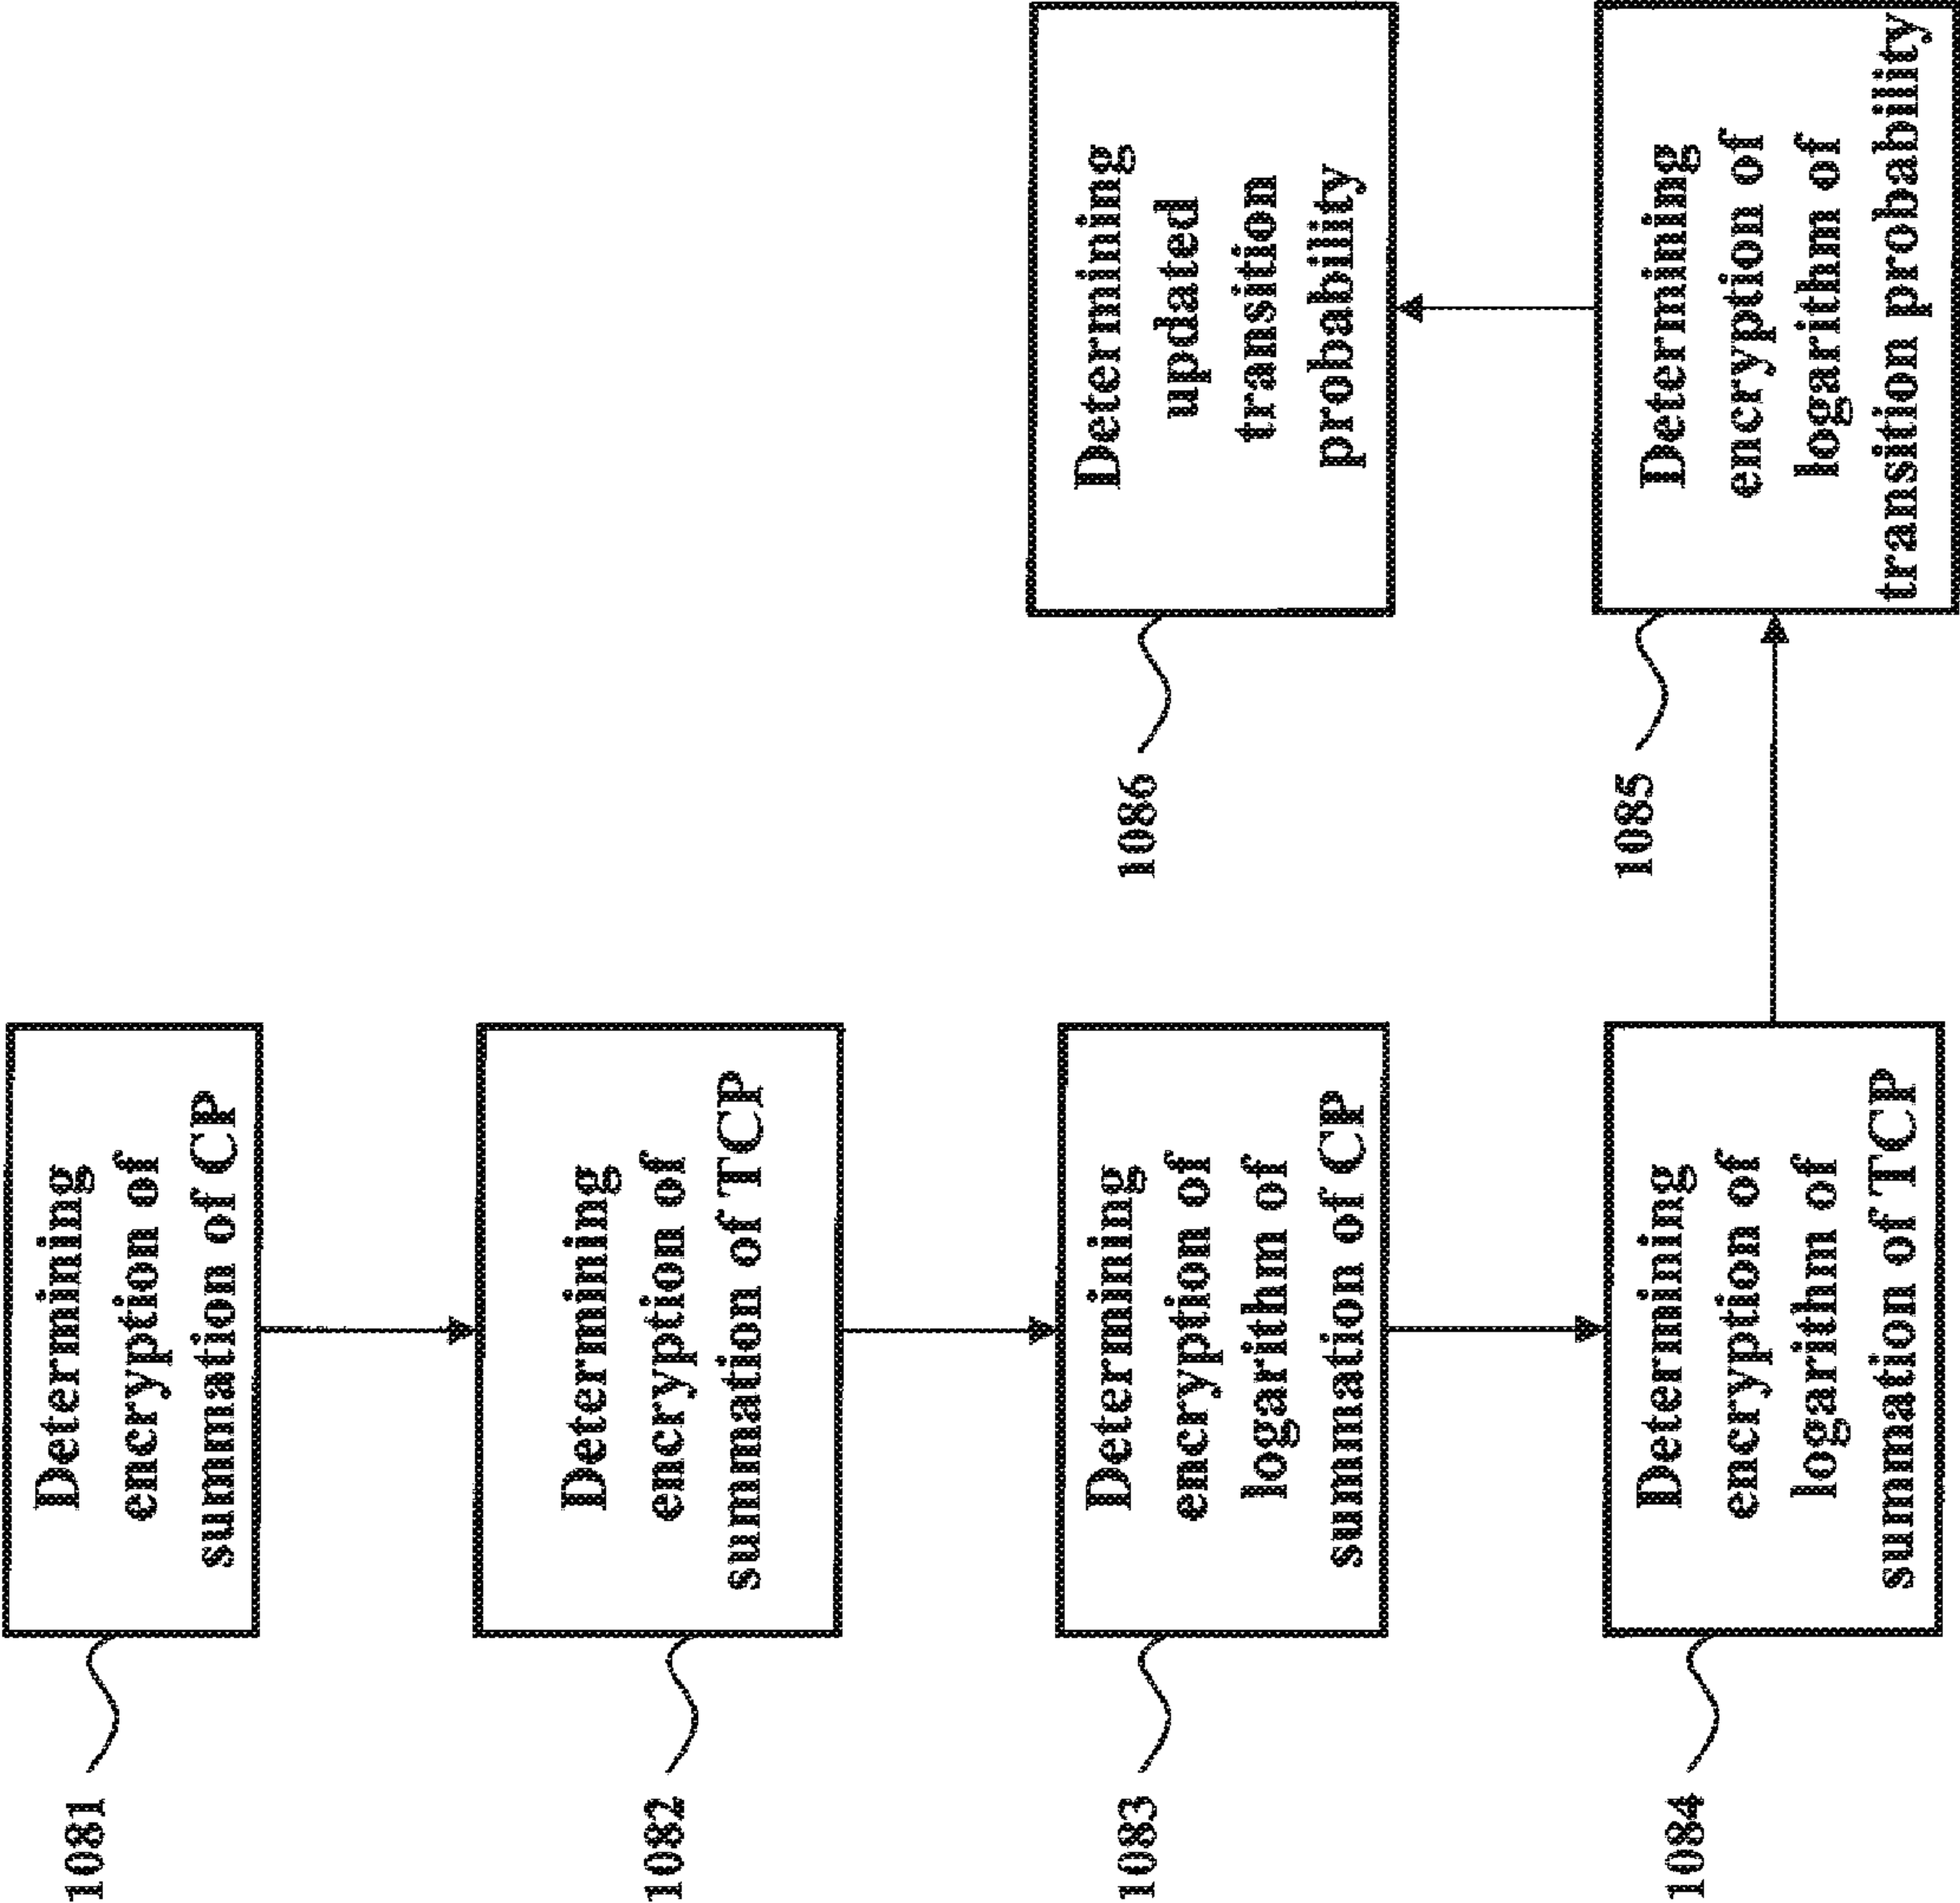 1081
Determining
encryption of
summation of CP
1082
Determining
encryption of
summation of TCP
1083
Determining
encryption of
logarithm of
summation of CP
1084
Determining
encryption of
logarithm of
summation of TCP
1085
Determining
encryption of
logarithm of
transition probability
1086
Determining
updated
transition
probability